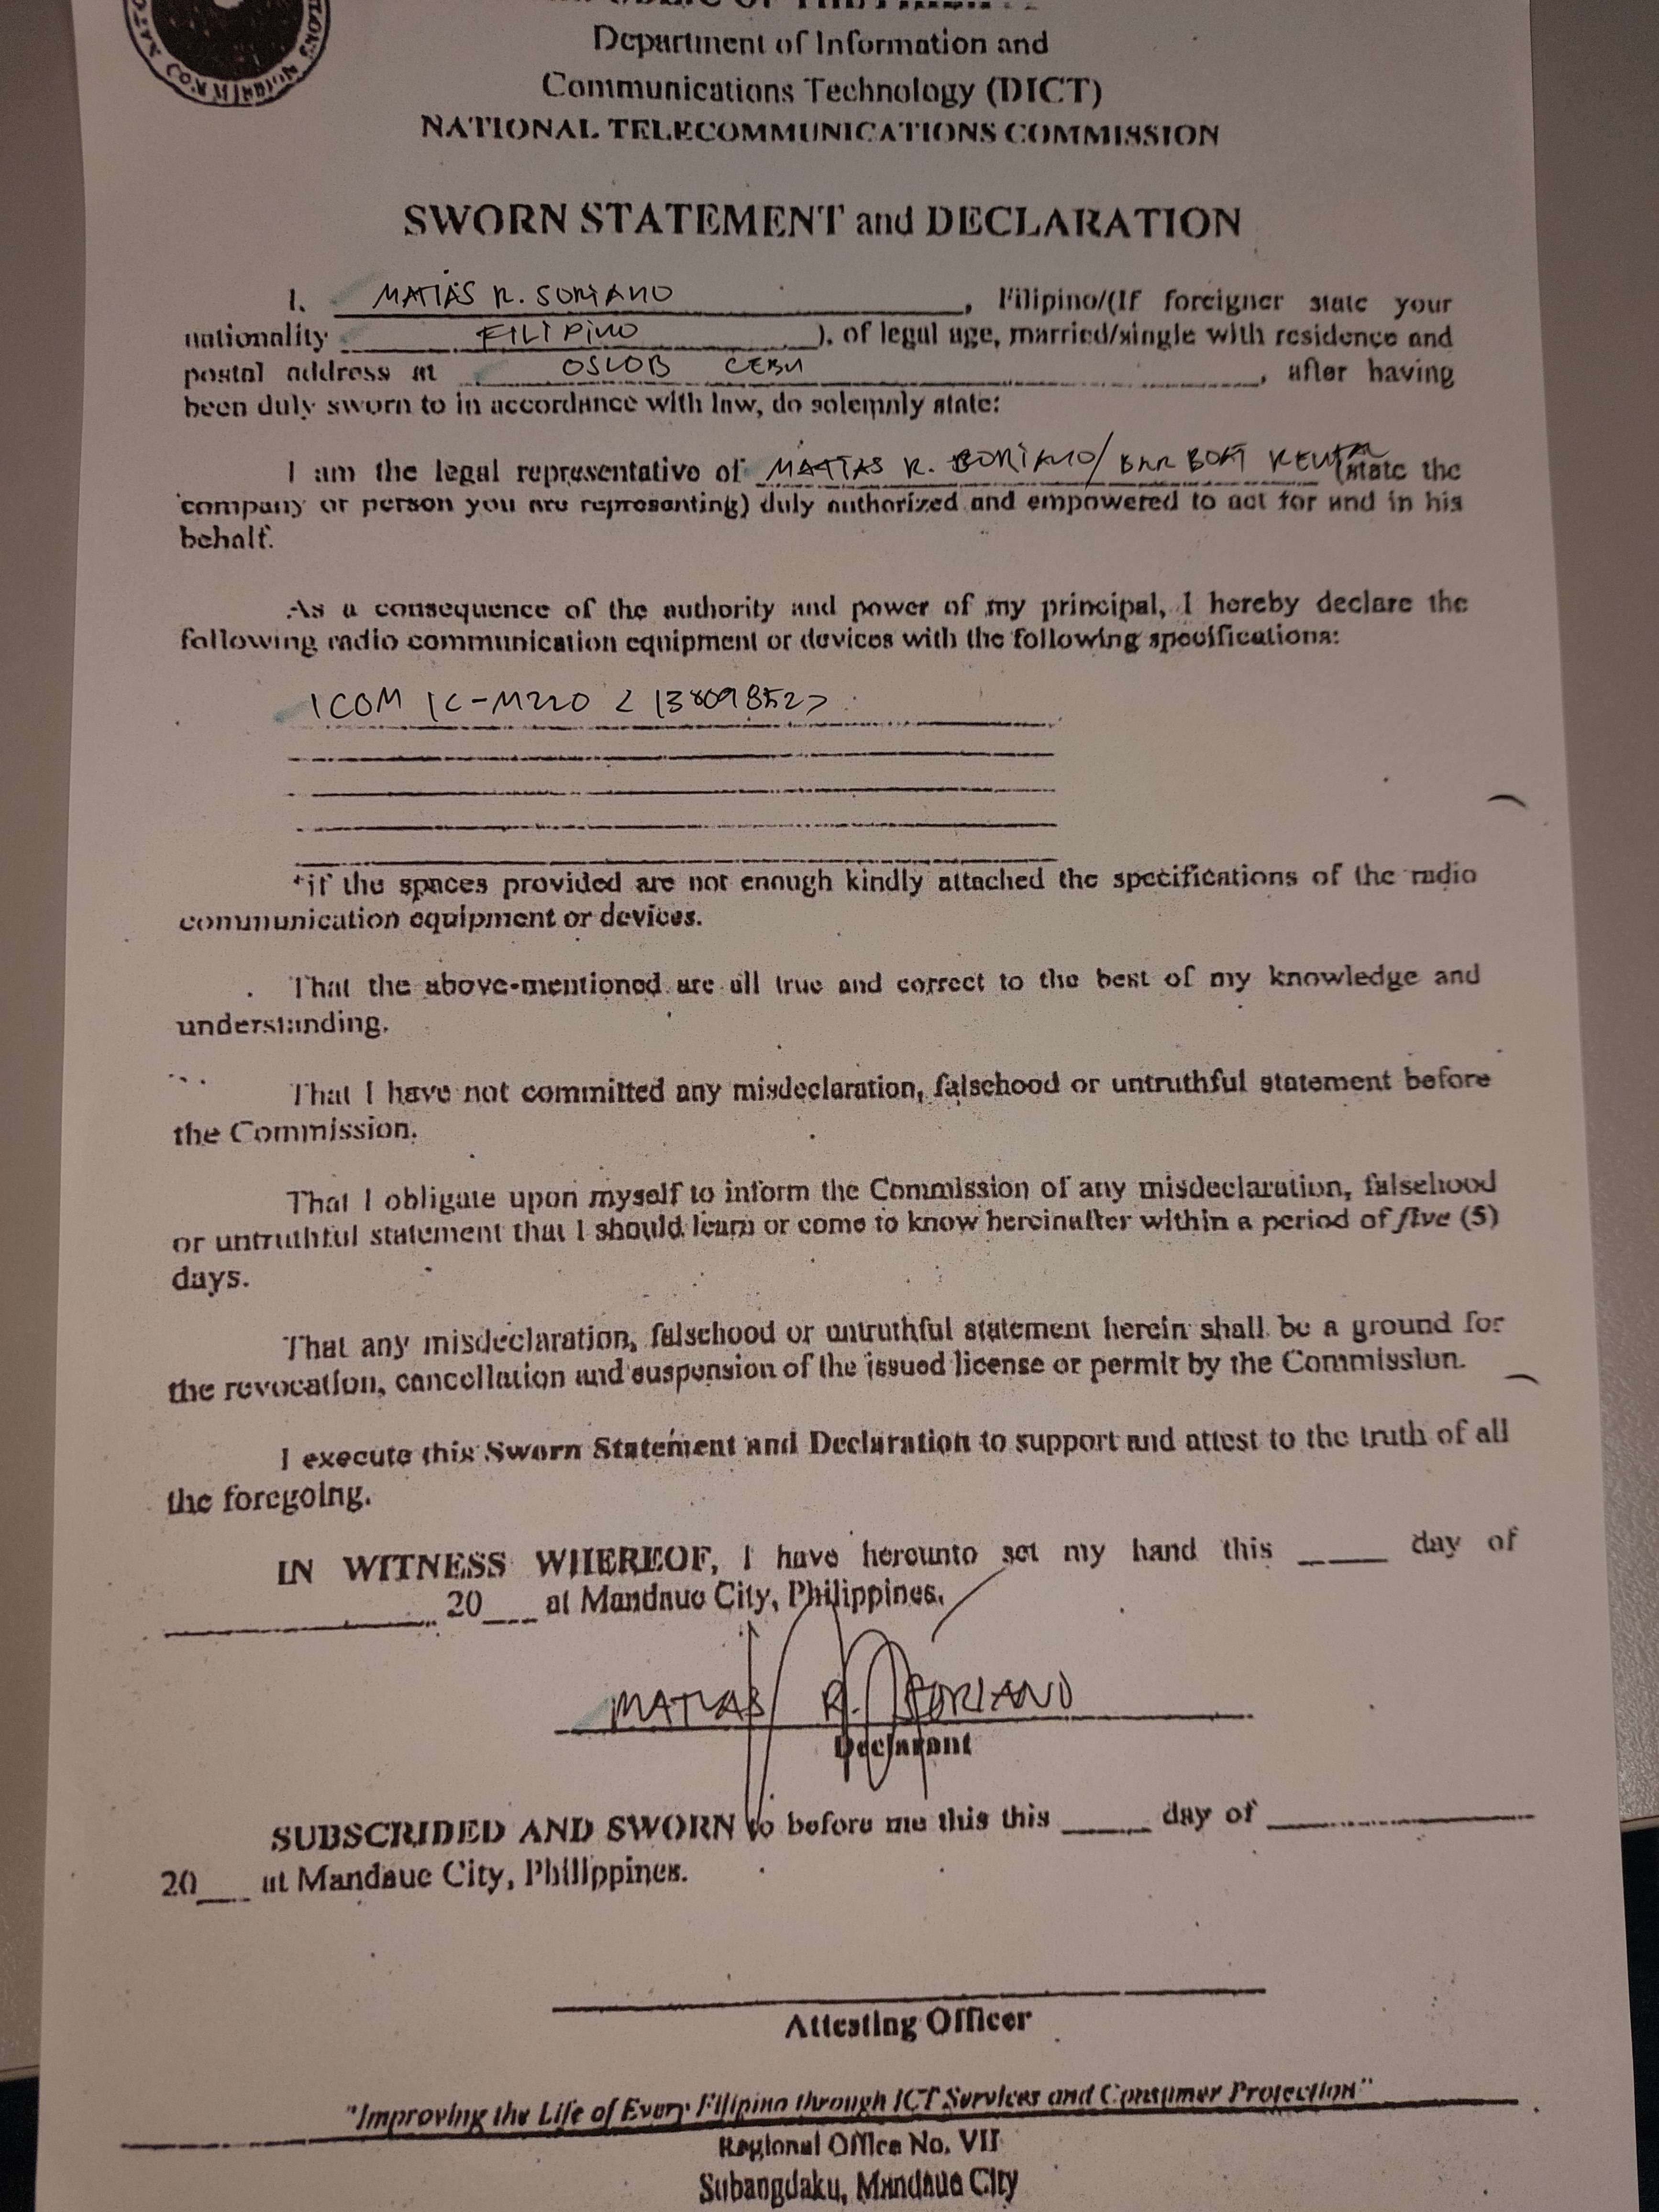 COMMISSION
Department of Information and
Communications Technology (DICT)
NATIONAL TELECOMMUNICATIONS COMMISSION
SWORN STATEMENT and DECLARATION
I. MATIAS R. SORIANO, Filipino/(If foreigner state your
nationality FILIPINO ), of legal age, married/single with residence and
postal address at OSLOB CEBU, after having
been duly sworn to in accordance with law, do solemnly state:
I am the legal representative of MATIAS R. SORIANO/ BOAT (state the
company or person you are representing) duly authorized and empowered to act for and in his
behalf.
As a consequence of the authority and power of my principal, I hereby declare the
following radio communication equipment or devices with the following specifications:
ICOM IC-M220
*if the spaces provided are not enough kindly attached the specifications of the radio
communication equipment or devices.
That the above-mentioned are all true and correct to the best of my knowledge and
understanding.
That I have not committed any misdeclaration, falsehood or untruthful statement before
the Commission.
That I obligate upon myself to inform the Commission of any misdeclaration, falsehood
or untruthful statement that I should learn or come to know hereinafter within a period of five (5)
days.
That any misdeclaration, falsehood or untruthful statement herein shall be a ground for
the revocation, cancellation and suspension of the issued license or permit by the Commission.
I execute this Sworn Statement and Declaration to support and attest to the truth of all
the foregoing.
IN WITNESS WHEREOF, I have hereunto set my hand this ____ day of
________ 20___ at Mandaue City, Philippines.
MATIAS R. SORIANO
Declarant
SUBSCRIBED AND SWORN to before me this this ____ day of ________
20___ at Mandaue City, Philippines.
Attesting Officer
"Improving the Life of Every Filipino through ICT Services and Consumer Protection"
Regional Office No. VII
Subangdaku, Mandaue City